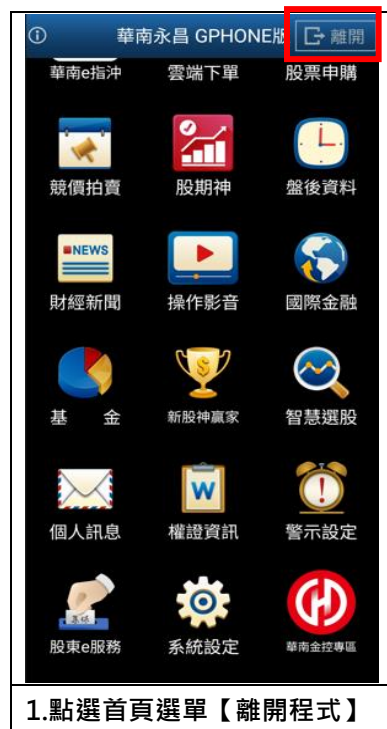 華南永昌 GPHONE版 離開
華南e指沖 雲端下單 股票申購
競價拍賣 股期神 盤後資料
NEWS
財經新聞 操作影音 國際金融
基 金 新股神贏家 智慧選股
W
個人訊息 權證資訊 警示設定
股東e服務 系統設定 華南金控專區
1.點選首頁選單【離開程式】